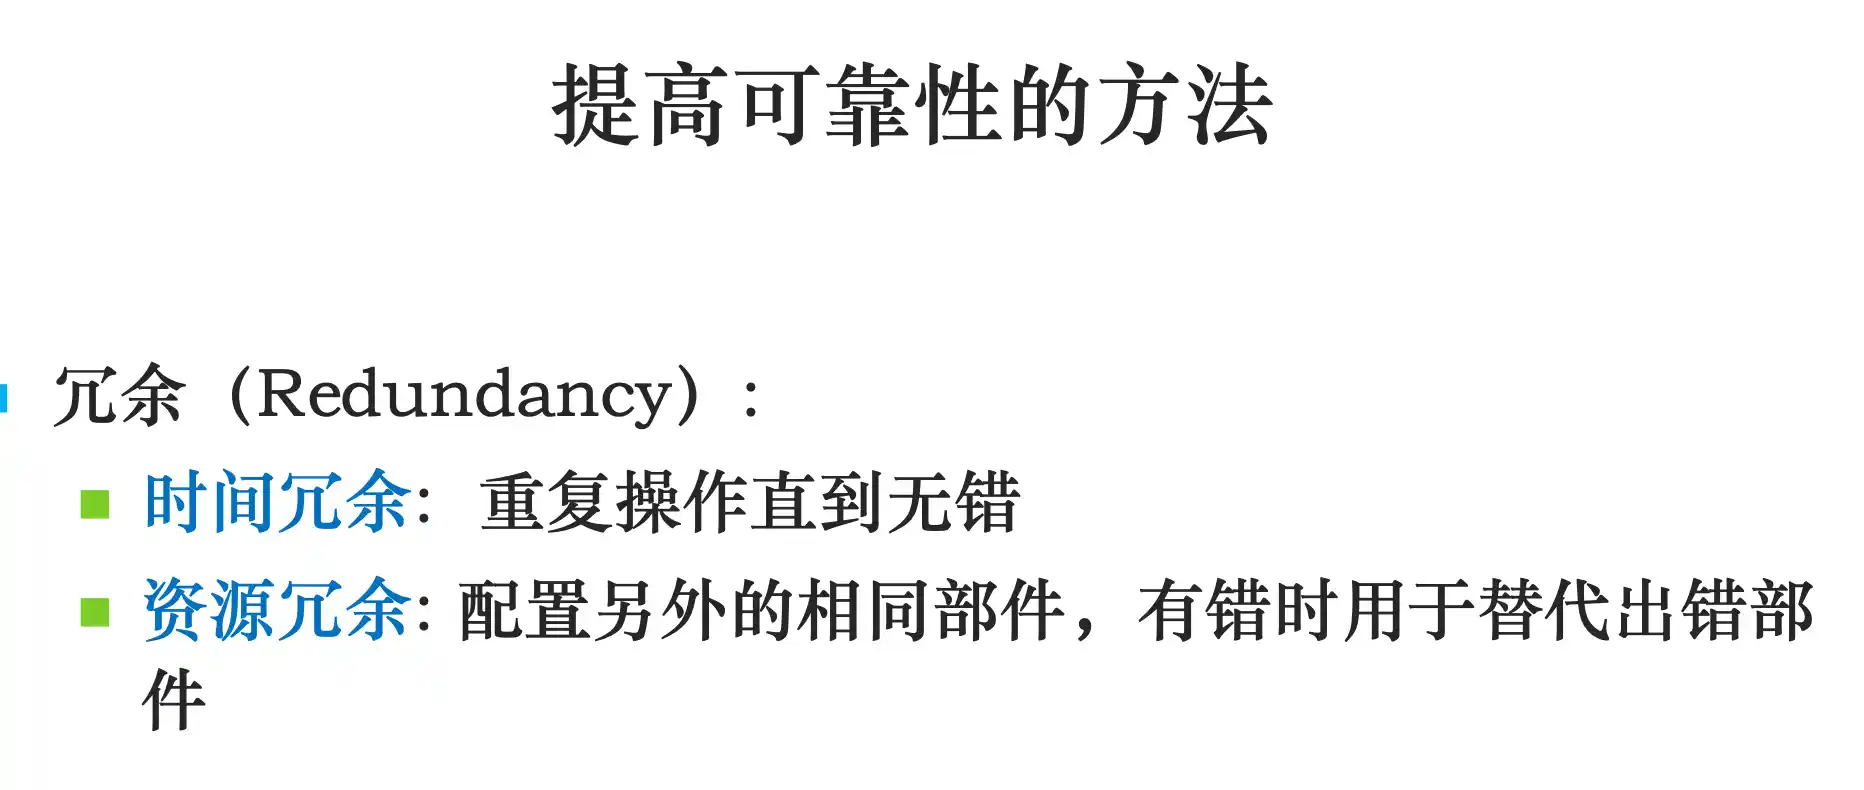 提高可靠性的方法
冗余（Redundancy）:
时间冗余: 重复操作直到无错
资源冗余: 配置另外的相同部件，有错时用于替代出错部
件